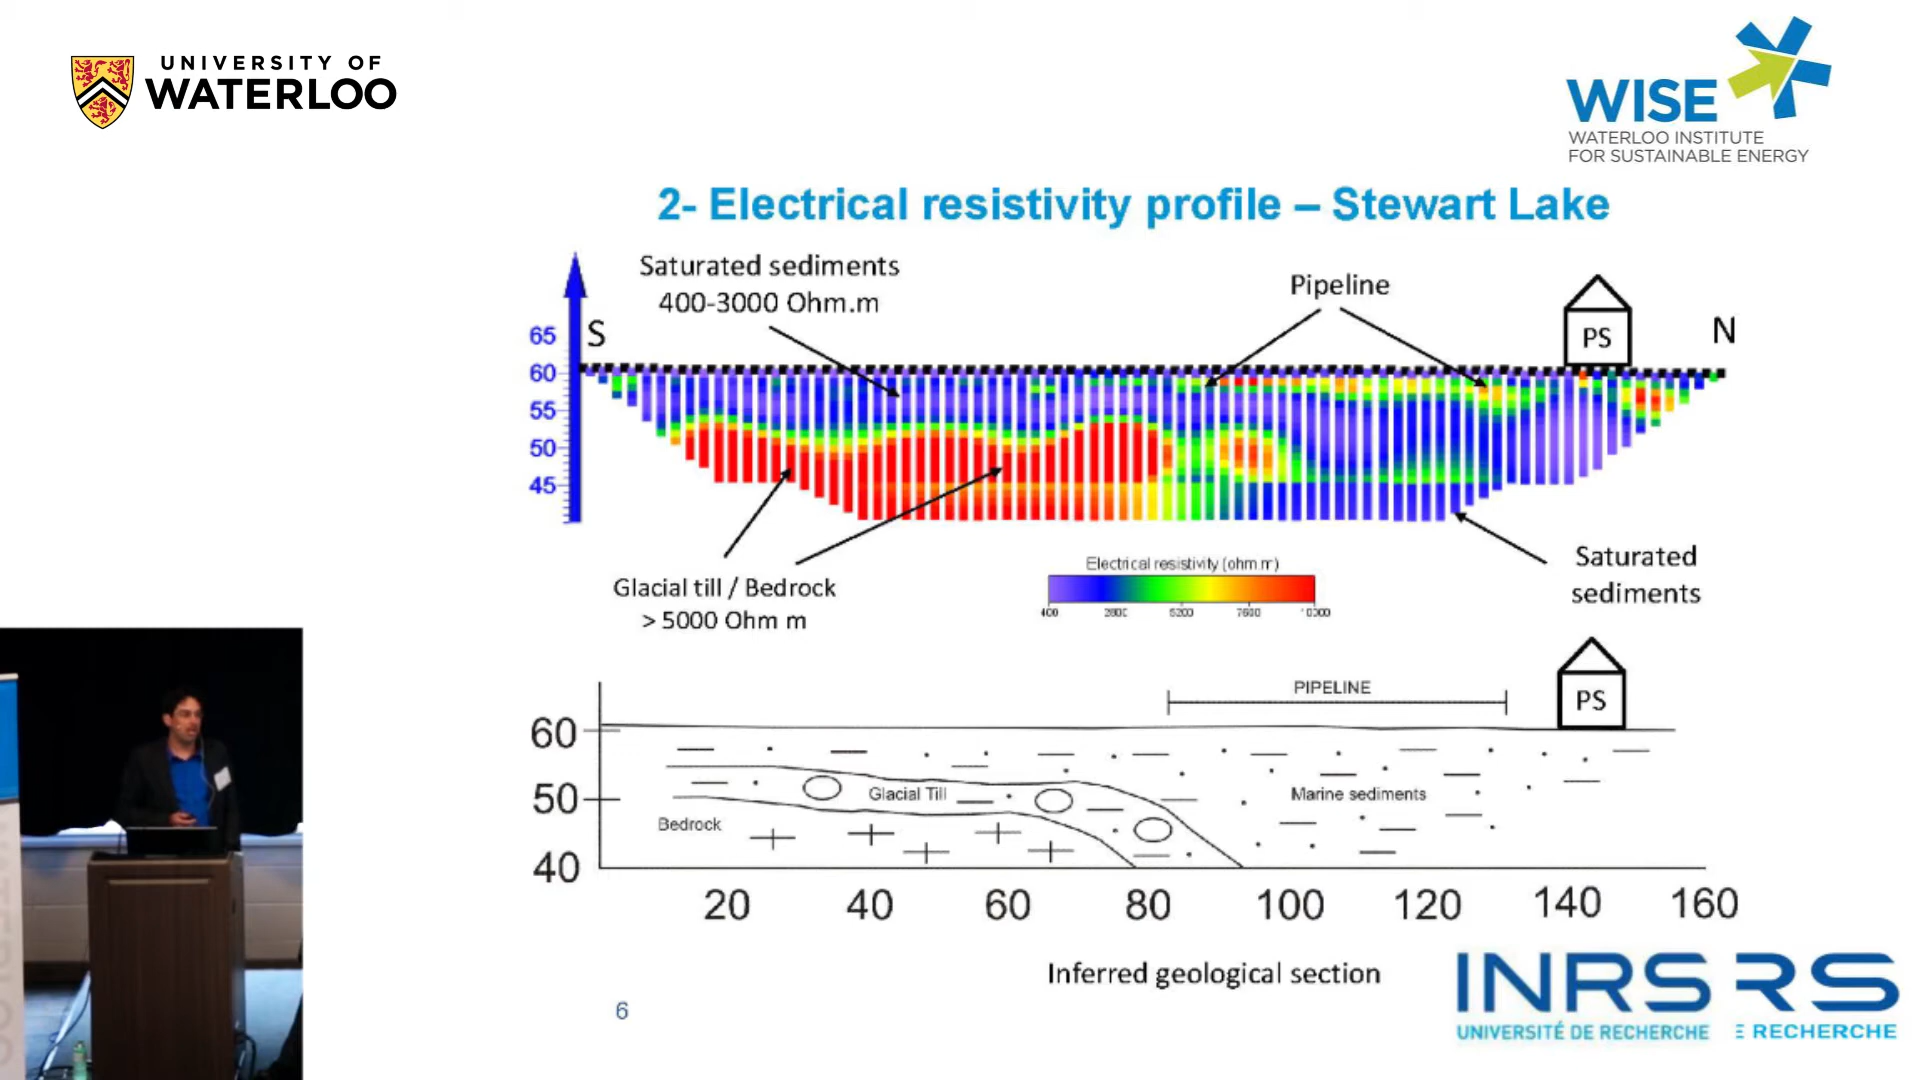 UNIVERSITY OF
WATERLOO
WISE
WATERLOO INSTITUTE
FOR SUSTAINABLE ENERGY
2- Electrical resistivity profile – Stewart Lake
Saturated sediments
400-3000 Ohm.m
Pipeline
PS
S
N
65
60
55
50
45
Glacial till / Bedrock
> 5000 Ohm m
Electrical resistivity (ohm.m)
400 2800 5200 7600 10000
Saturated
sediments
PIPELINE
PS
60
50
40
Glacial Till
Marine sediments
Bedrock
20 40 60 80 100 120 140 160
Inferred geological section
6
INRS RS
UNIVERSITÉ DE RECHERCHE E RECHERCHE